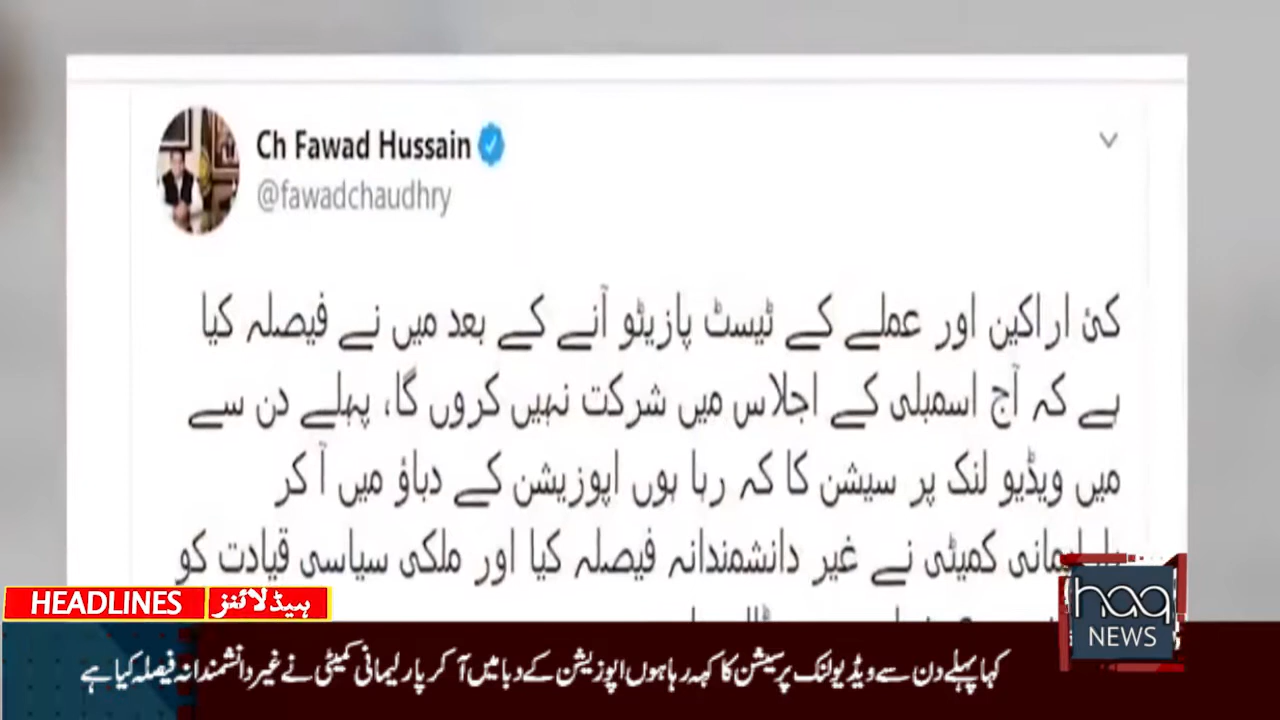 Ch Fawad Hussain
@fawadchaudhry
کئ اراکین اور عملے کے ٹیسٹ پازیٹو آنے کے بعد میں نے فیصلہ کیا
ہے کہ آج اسمبلی کے اجلاس میں شرکت نہیں کروں گا، پہلے دن سے
میں ویڈیو لنک پر سیشن کا کہ رہا ہوں اپوزیشن کے دباؤ میں آ کر
پارلیمانی کمیٹی نے غیر دانشمندانہ فیصلہ کیا اور ملکی سیاسی قیادت کو
HEADLINES ہیڈلائنز
haq
NEWS
کہا پہلے دن سے ویڈیو لنک پر سیشن کا کہہ رہا ہوں اپوزیشن کے دبا میں آ کر پارلیمانی کمیٹی نے غیر دانشمندانہ فیصلہ کیا ہے